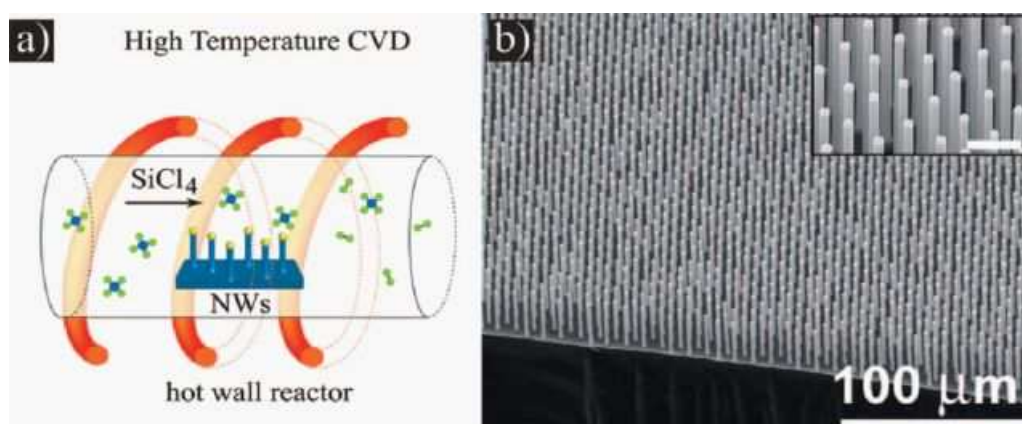 a)
High Temperature CVD
SiCl₄
NWs
hot wall reactor
b)
100 μm